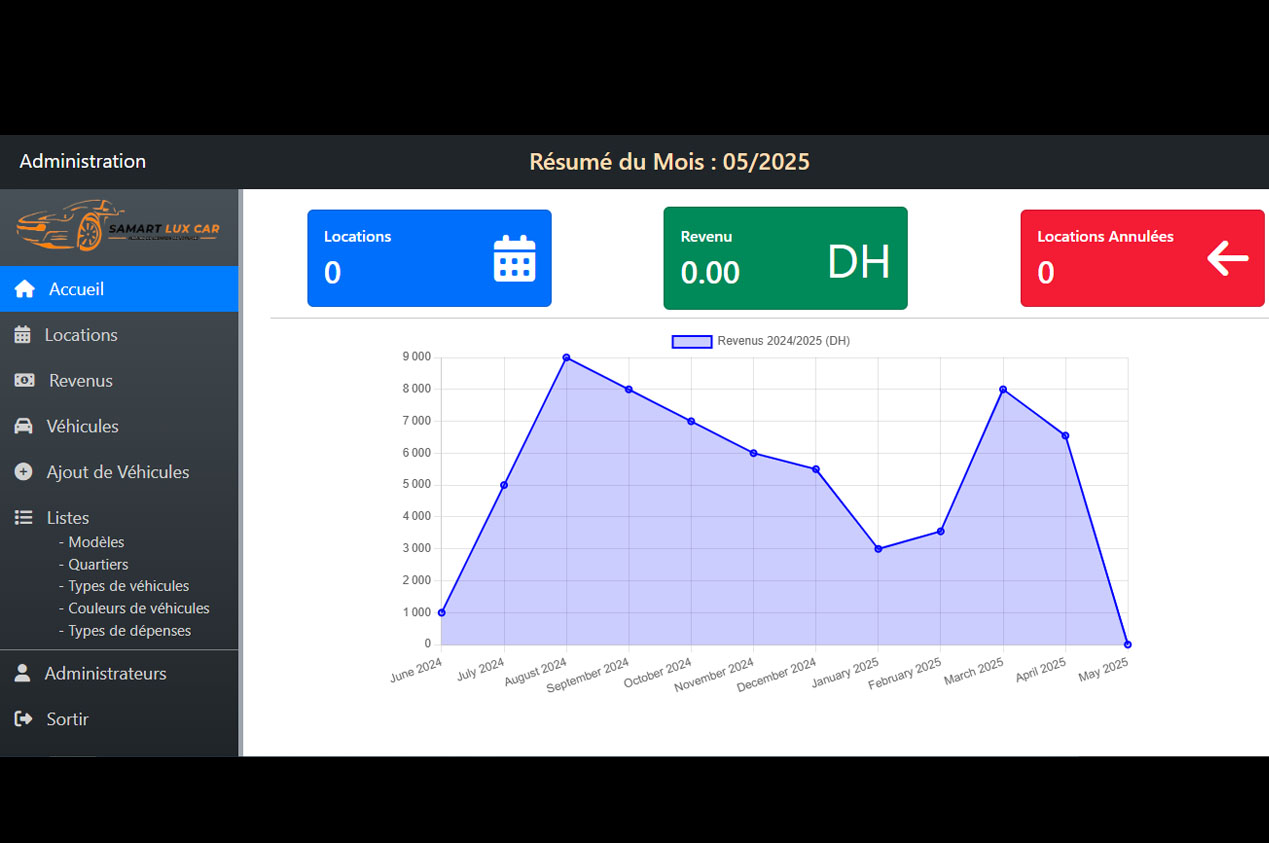 Administration
Résumé du Mois : 05/2025
SAMART LUX CAR
Accueil
Locations
Revenus
Véhicules
Ajout de Véhicules
Listes
- Modèles
- Quartiers
- Types de véhicules
- Couleurs de véhicules
- Types de dépenses
Administrateurs
Sortir
Locations
0
Revenu
0.00
DH
Locations Annulées
0
Revenus 2024/2025 (DH)
9 000
8 000
7 000
6 000
5 000
4 000
3 000
2 000
1 000
0
June 2024
July 2024
August 2024
September 2024
October 2024
November 2024
December 2024
January 2025
February 2025
March 2025
April 2025
May 2025